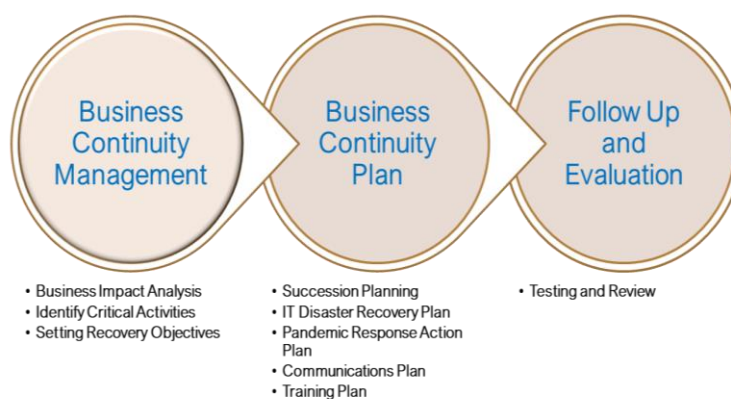 Business
Continuity
Management
Business
Continuity
Plan
Follow Up
and
Evaluation
• Business Impact Analysis
• Identify Critical Activities
• Setting Recovery Objectives
• Succession Planning
• IT Disaster Recovery Plan
• Pandemic Response Action
Plan
• Communications Plan
• Training Plan
• Testing and Review